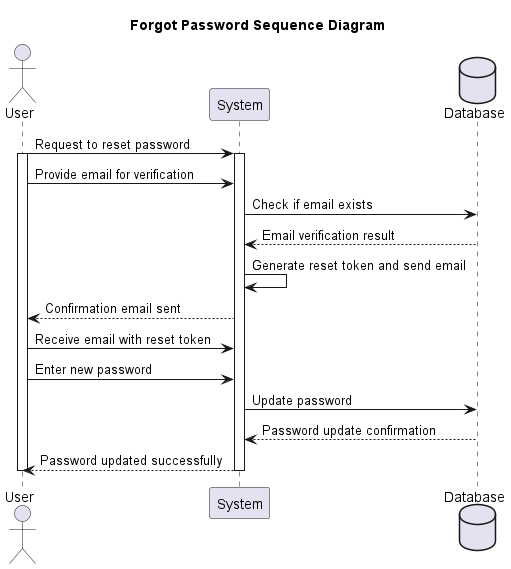 Forgot Password Sequence Diagram
User
System
Database
Request to reset password
Provide email for verification
Check if email exists
Email verification result
Generate reset token and send email
Confirmation email sent
Receive email with reset token
Enter new password
Update password
Password update confirmation
Password updated successfully
User
System
Database